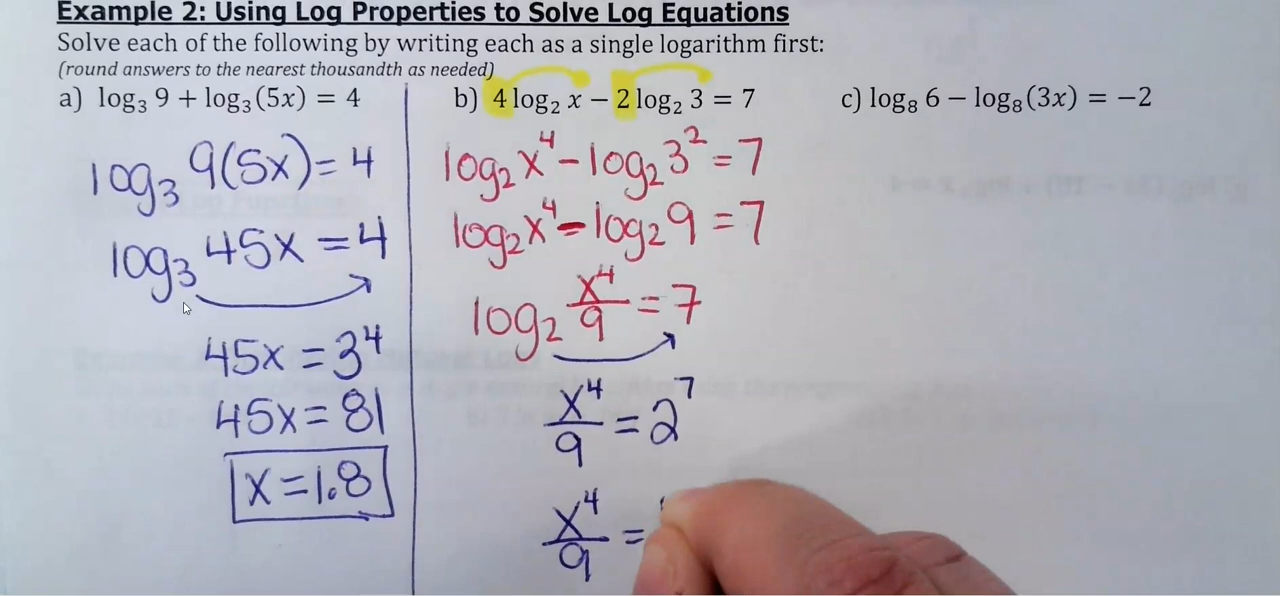 Example 2: Using Log Properties to Solve Log Equations
Solve each of the following by writing each as a single logarithm first:
(round answers to the nearest thousandth as needed)
a) log₃ 9 + log₃(5x) = 4
log₃ 9(5x) = 4
log₃ 45x = 4
45x = 3⁴
45x = 81
x = 1.8
b) 4 log₂ x − 2 log₂ 3 = 7
log₂ x⁴ − log₂ 3² = 7
log₂ x⁴ − log₂ 9 = 7
log₂ x⁴/9 = 7
x⁴/9 = 2⁷
x⁴/9 =
c) log₈ 6 − log₈(3x) = −2